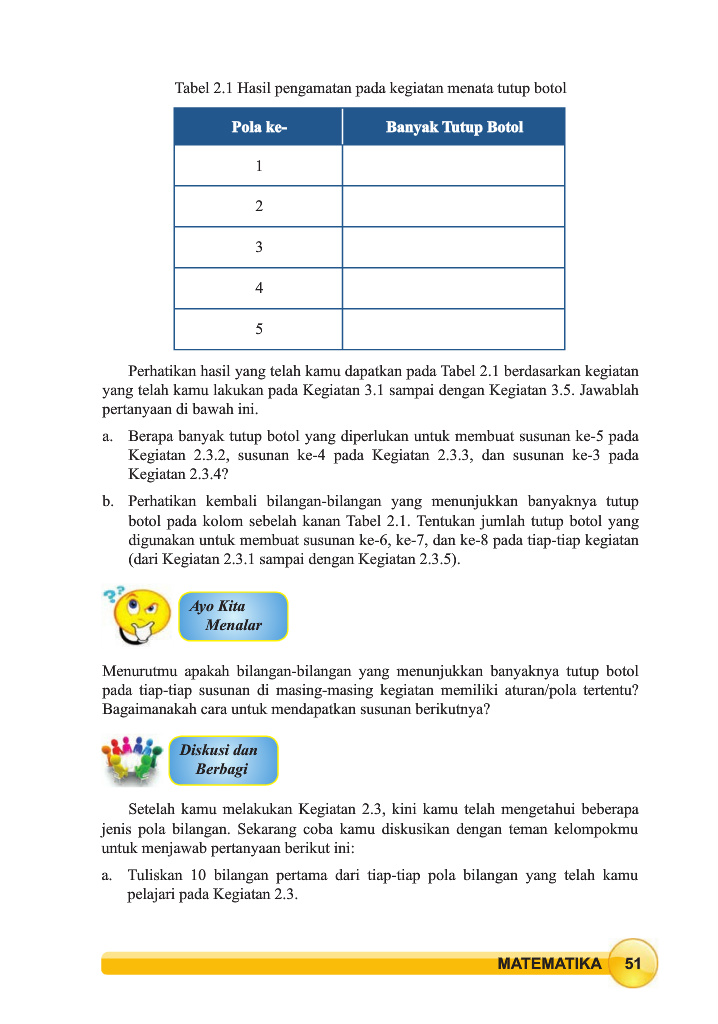 Tabel 2.1 Hasil pengamatan pada kegiatan menata tutup botol
Pola ke- Banyak Tutup Botol
1
2
3
4
5
Perhatikan hasil yang telah kamu dapatkan pada Tabel 2.1 berdasarkan kegiatan
yang telah kamu lakukan pada Kegiatan 3.1 sampai dengan Kegiatan 3.5. Jawablah
pertanyaan di bawah ini.
a. Berapa banyak tutup botol yang diperlukan untuk membuat susunan ke-5 pada
Kegiatan 2.3.2, susunan ke-4 pada Kegiatan 2.3.3, dan susunan ke-3 pada
Kegiatan 2.3.4?
b. Perhatikan kembali bilangan-bilangan yang menunjukkan banyaknya tutup
botol pada kolom sebelah kanan Tabel 2.1. Tentukan jumlah tutup botol yang
digunakan untuk membuat susunan ke-6, ke-7, dan ke-8 pada tiap-tiap kegiatan
(dari Kegiatan 2.3.1 sampai dengan Kegiatan 2.3.5).
??
Ayo Kita
Menalar
Menurutmu apakah bilangan-bilangan yang menunjukkan banyaknya tutup botol
pada tiap-tiap susunan di masing-masing kegiatan memiliki aturan/pola tertentu?
Bagaimanakah cara untuk mendapatkan susunan berikutnya?
Diskusi dan
Berbagi
Setelah kamu melakukan Kegiatan 2.3, kini kamu telah mengetahui beberapa
jenis pola bilangan. Sekarang coba kamu diskusikan dengan teman kelompokmu
untuk menjawab pertanyaan berikut ini:
a. Tuliskan 10 bilangan pertama dari tiap-tiap pola bilangan yang telah kamu
pelajari pada Kegiatan 2.3.
MATEMATIKA 51